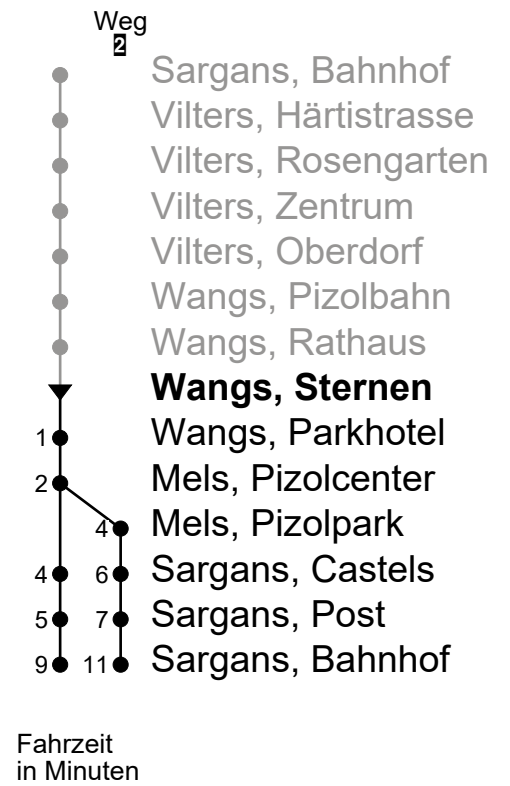 Weg
2
Sargans, Bahnhof
Vilters, Härtistrasse
Vilters, Rosengarten
Vilters, Zentrum
Vilters, Oberdorf
Wangs, Pizolbahn
Wangs, Rathaus
Wangs, Sternen
1 Wangs, Parkhotel
2 Mels, Pizolcenter
4 Mels, Pizolpark
4 6 Sargans, Castels
5 7 Sargans, Post
9 11 Sargans, Bahnhof
Fahrzeit
in Minuten